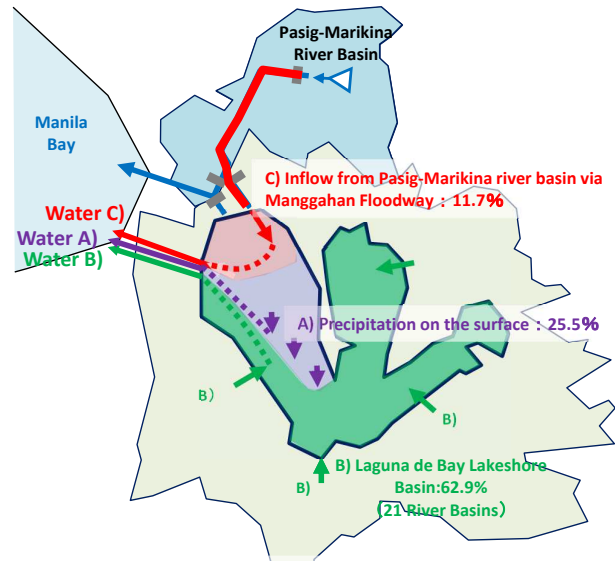 Pasig-Marikina
River Basin
Manila
Bay
C) Inflow from Pasig-Marikina river basin via
Manggahan Floodway：11.7%
Water C)
Water A)
Water B)
A) Precipitation on the surface：25.5%
B）
B)
B) Laguna de Bay Lakeshore
Basin:62.9%
(21 River Basins）
B)